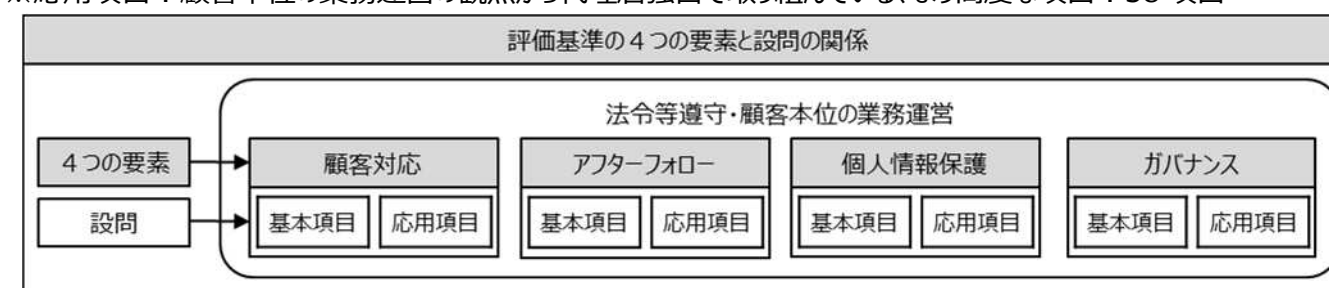 評価基準の4つの要素と設問の関係
法令等遵守・顧客本位の業務運営
4つの要素
顧客対応
アフターフォロー
個人情報保護
ガバナンス
設問
基本項目 応用項目 基本項目 応用項目 基本項目 応用項目 基本項目 応用項目